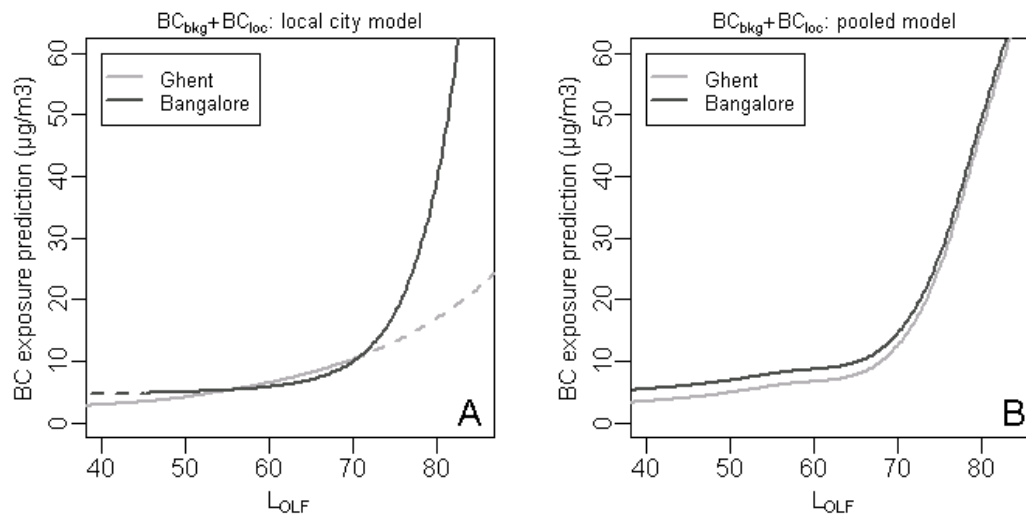 BCbkg+BCloc: local city model
BC exposure prediction (µg/m3)
60
50
40
30
20
10
0
Ghent
Bangalore
A
40 50 60 70 80
LOLF
BCbkg+BCloc: pooled model
BC exposure prediction (µg/m3)
60
50
40
30
20
10
0
Ghent
Bangalore
B
40 50 60 70 80
LOLF